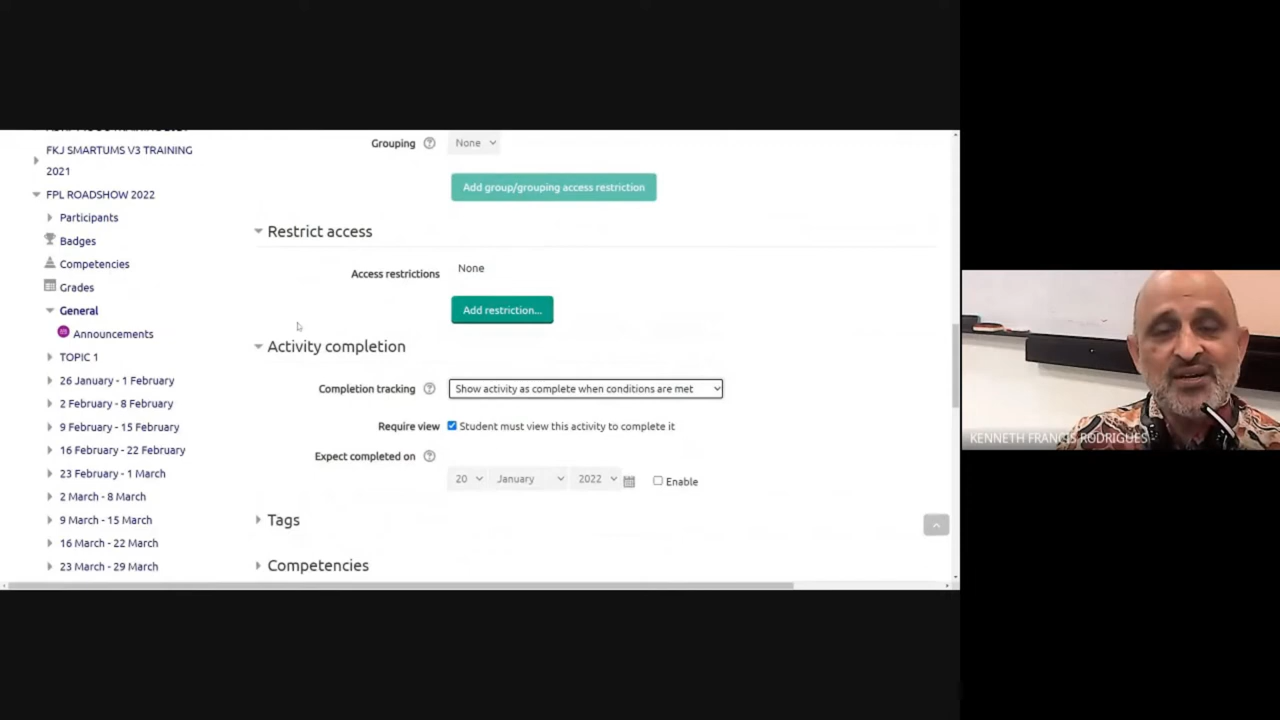 FKJ SMARTUMS V3 TRAINING
2021
FPL ROADSHOW 2022
Participants
Badges
Competencies
Grades
General
Announcements
TOPIC 1
26 January - 1 February
2 February - 8 February
9 February - 15 February
16 February - 22 February
23 February - 1 March
2 March - 8 March
9 March - 15 March
16 March - 22 March
23 March - 29 March
Grouping
None
Add group/grouping access restriction
Restrict access
Access restrictions
None
Add restriction...
Activity completion
Completion tracking
Show activity as complete when conditions are met
Require view
Student must view this activity to complete it
Expect completed on
20 January 2022 Enable
Tags
Competencies
KENNETH FRANCIS RODRIGUES